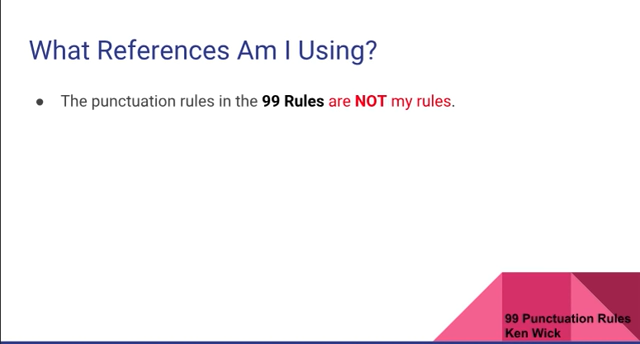 What References Am I Using?
● The punctuation rules in the 99 Rules are NOT my rules.
99 Punctuation Rules
Ken Wick